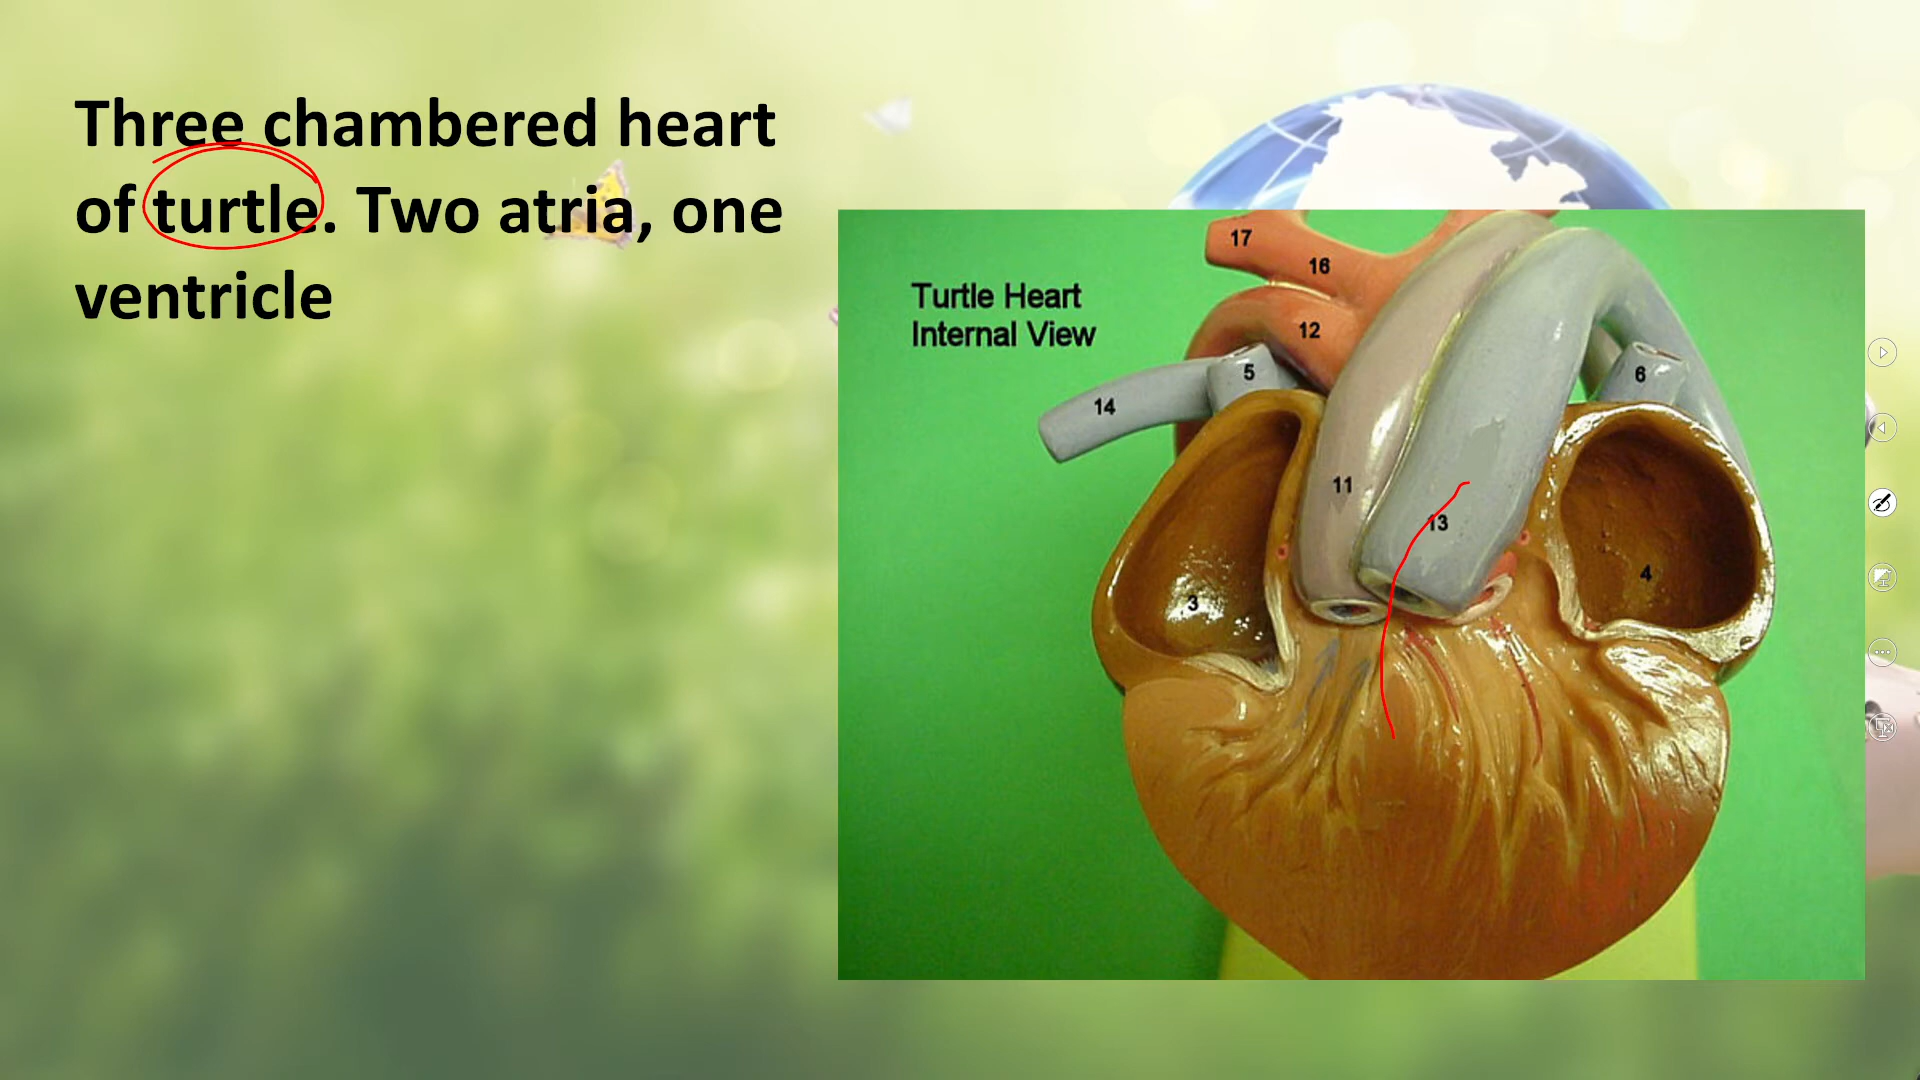 Three chambered heart
of turtle. Two atria, one
ventricle
Turtle Heart
Internal View
17
16
12
5
14
6
11
13
3
4